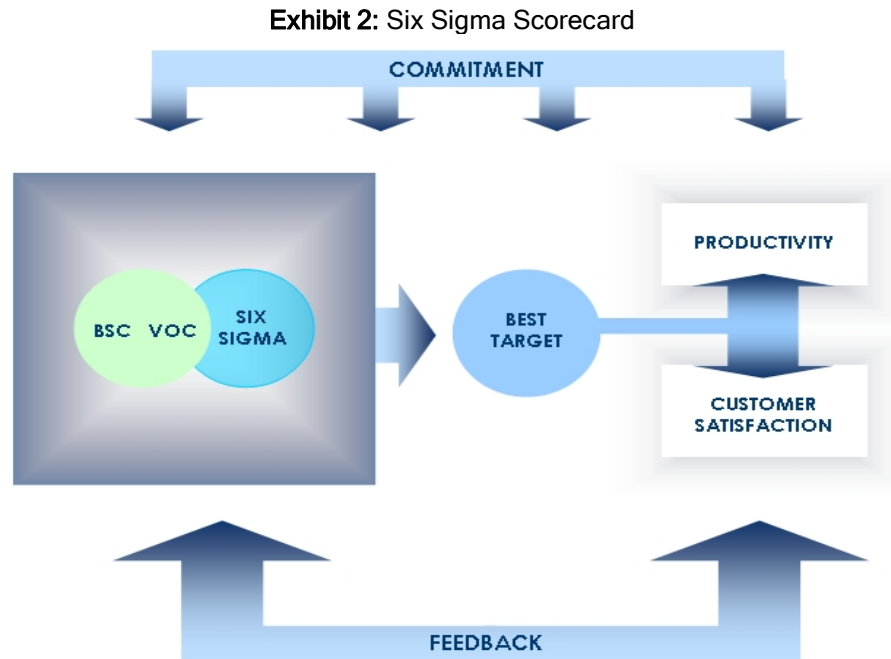 Exhibit 2: Six Sigma Scorecard
COMMITMENT
BSC VOC
SIX
SIGMA
BEST
TARGET
PRODUCTIVITY
CUSTOMER
SATISFACTION
FEEDBACK